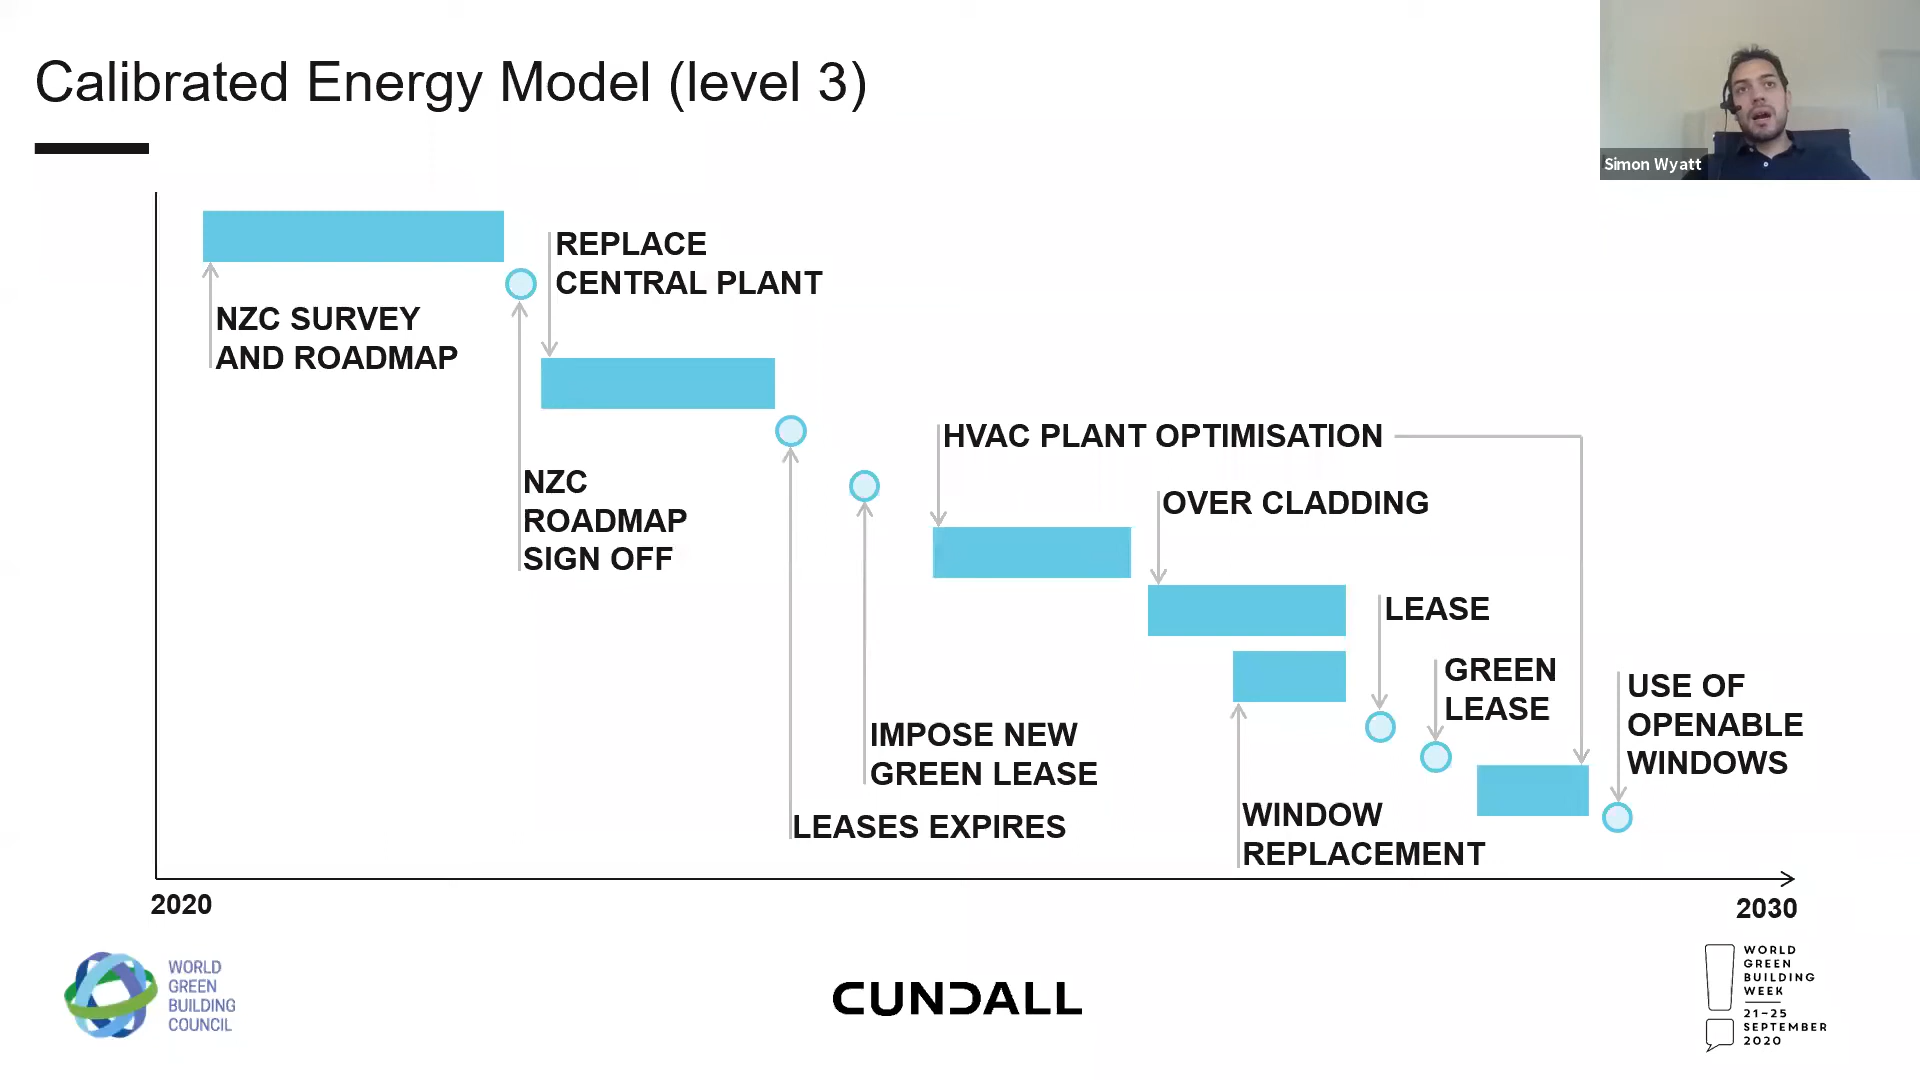 Calibrated Energy Model (level 3)
Simon Wyatt
REPLACE
CENTRAL PLANT
NZC SURVEY
AND ROADMAP
HVAC PLANT OPTIMISATION
NZC
ROADMAP
SIGN OFF
OVER CLADDING
LEASE
GREEN
LEASE
USE OF
OPENABLE
WINDOWS
IMPOSE NEW
GREEN LEASE
LEASES EXPIRES
WINDOW
REPLACEMENT
2020
2030
WORLD
GREEN
BUILDING
COUNCIL
CUNDALL
WORLD
GREEN
BUILDING
WEEK
21–25
SEPTEMBER
2020